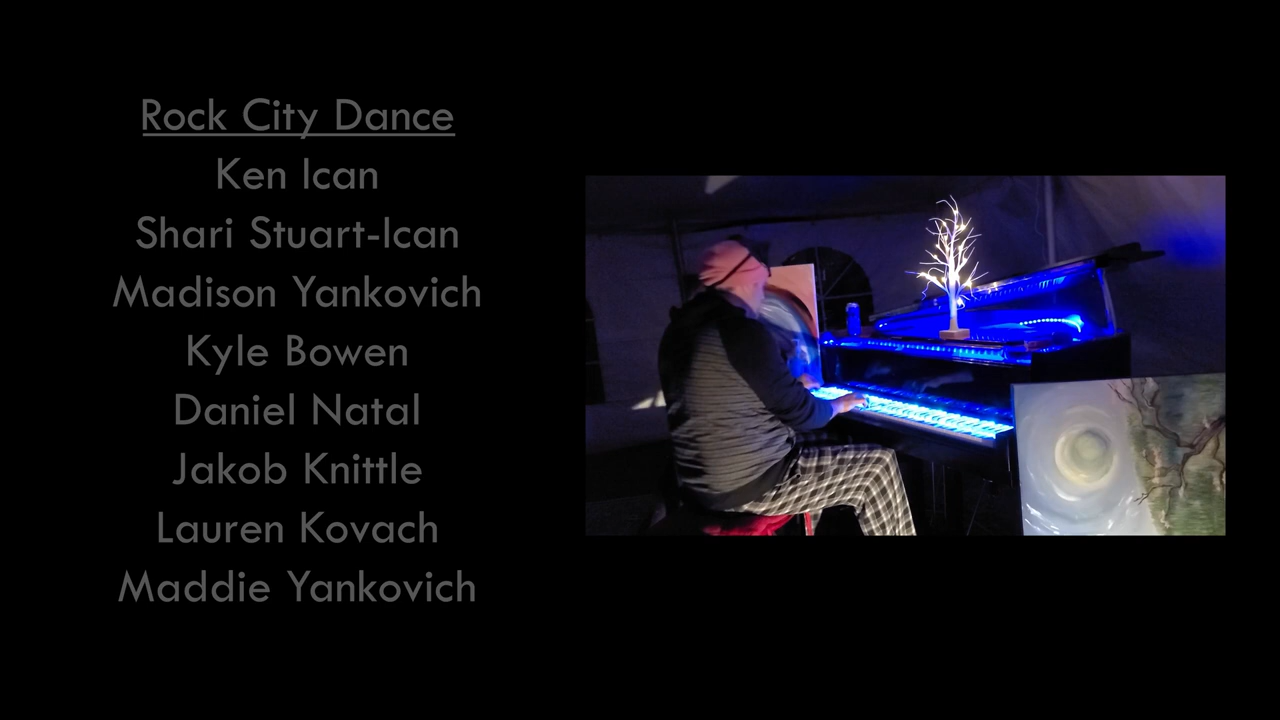 Rock City Dance
Ken Ican
Shari Stuart-Ican
Madison Yankovich
Kyle Bowen
Daniel Natal
Jakob Knittle
Lauren Kovach
Maddie Yankovich